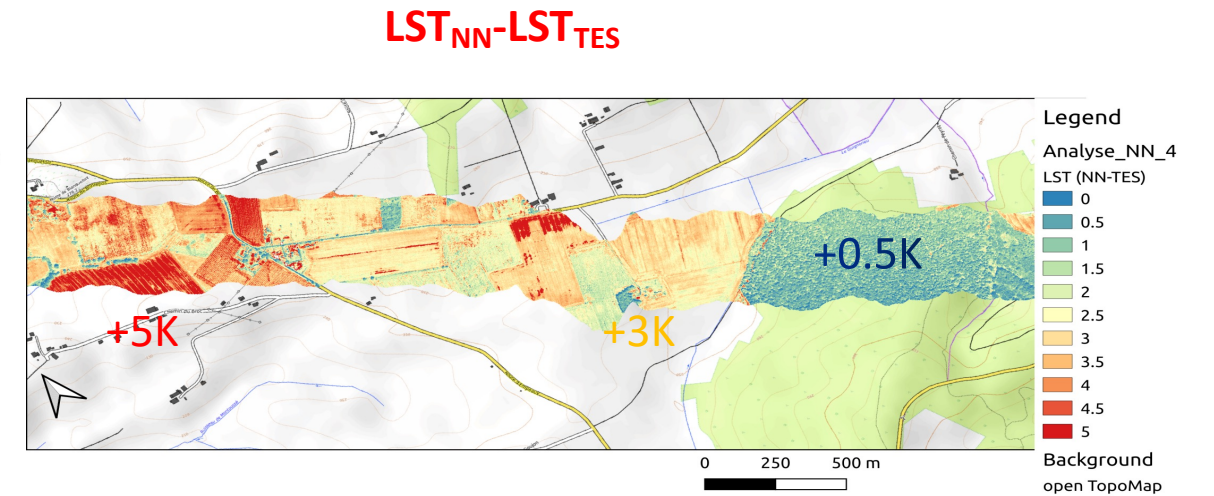 LSTNN-LSTTES
Legend
Analyse_NN_4
LST (NN-TES)
0
0.5
1
1.5
2
2.5
3
3.5
4
4.5
5
Background
open TopoMap
+0.5K
+5K
+3K
0 250 500 m